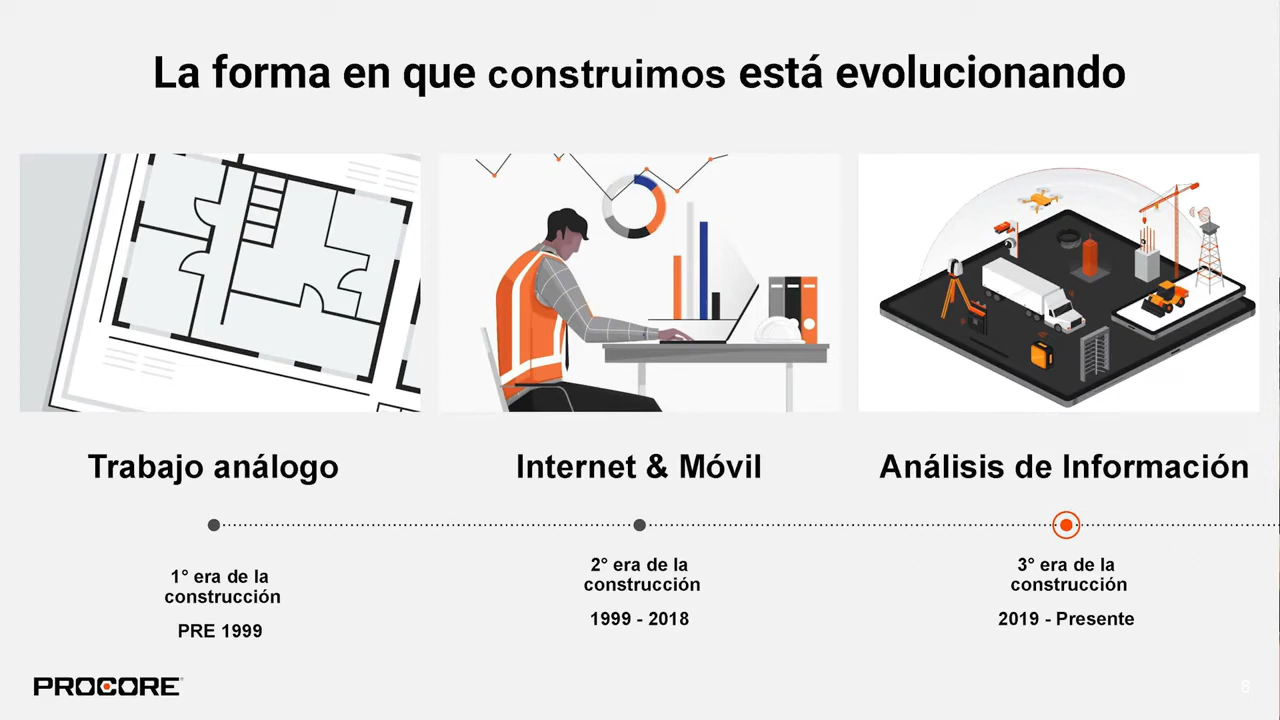 La forma en que construimos está evolucionando
Trabajo análogo
Internet & Móvil
Análisis de Información
1° era de la
construcción
PRE 1999
2° era de la
construcción
1999 - 2018
3° era de la
construcción
2019 - Presente
PROCORE
8